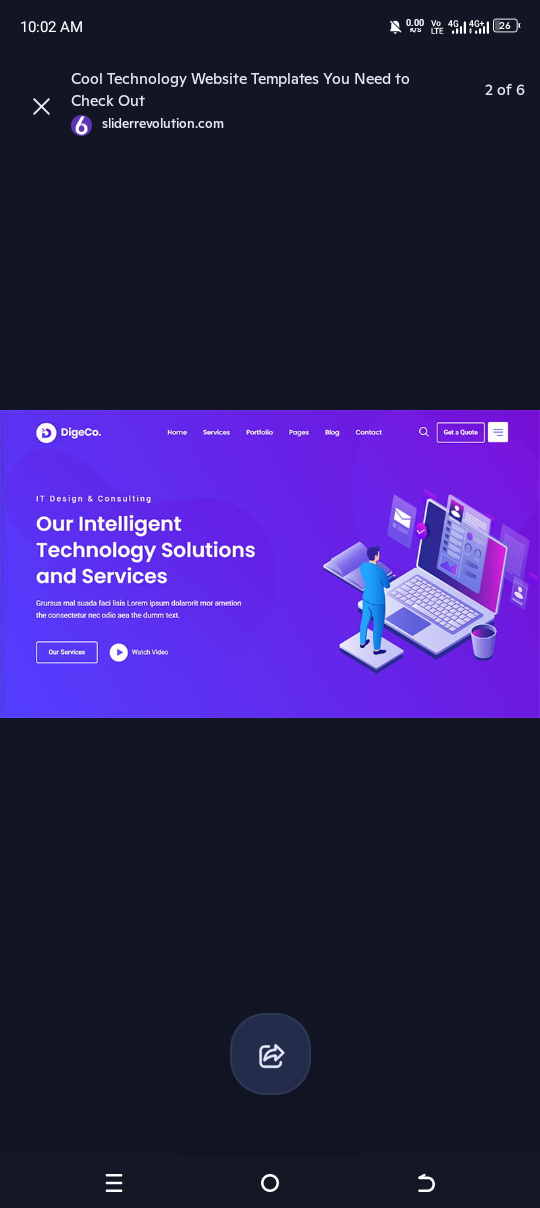 10:02 AM
0.00 K/S Vo LTE 4G 4G+ 26
Cool Technology Website Templates You Need to
Check Out
2 of 6
6 sliderrevolution.com
D DigeCo.
Home Services Portfolio Pages Blog Contact Get a Quote
IT Design & Consulting
Our Intelligent
Technology Solutions
and Services
Grursus mal suada faci lisis Lorem ipsum dolarorit mor ametion
the consectetur nec odio aea the dumm text.
Our Services Watch Video